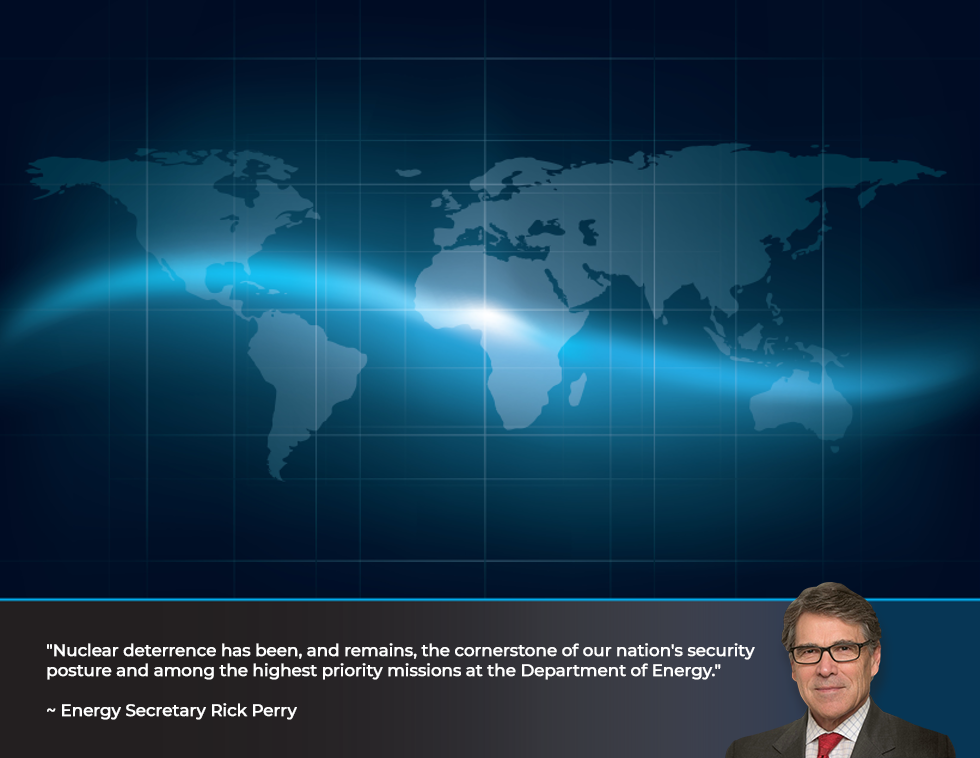 "Nuclear deterrence has been, and remains, the cornerstone of our nation's security
posture and among the highest priority missions at the Department of Energy."
~ Energy Secretary Rick Perry